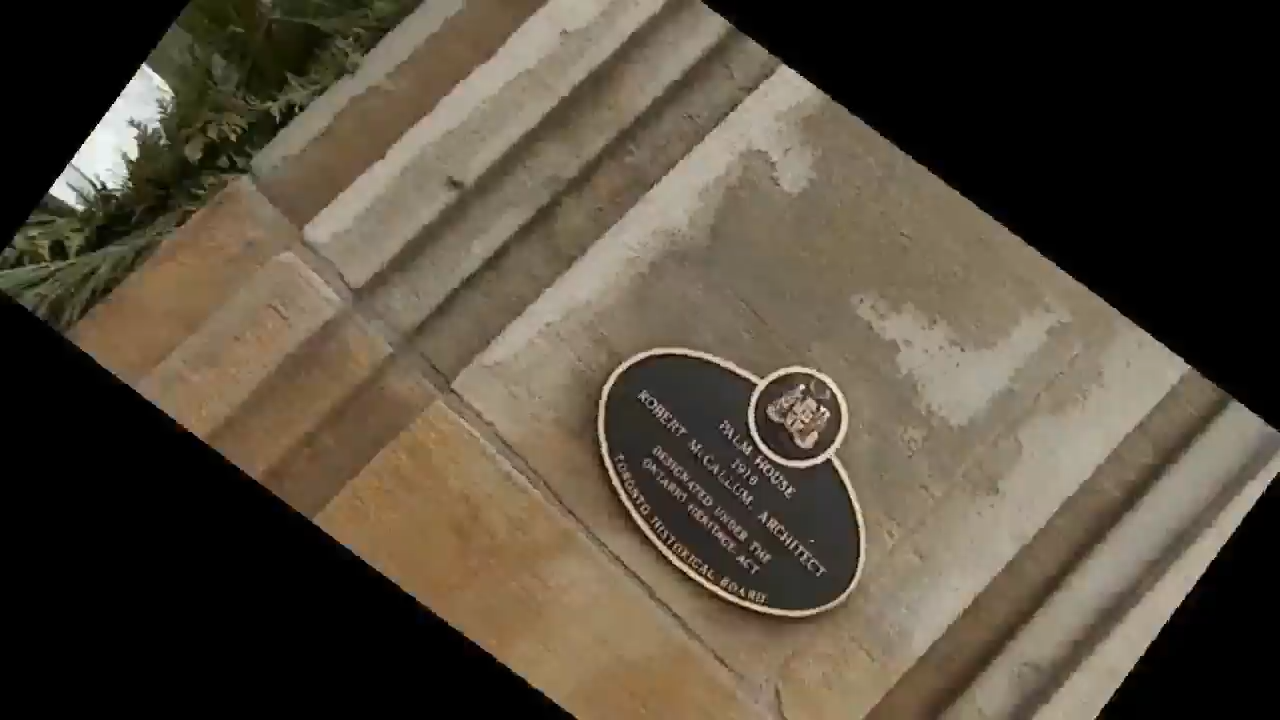 PALM HOUSE
1910
ROBERT McCALLUM, ARCHITECT
DESIGNATED UNDER THE
ONTARIO HERITAGE ACT
TORONTO HISTORICAL BOARD